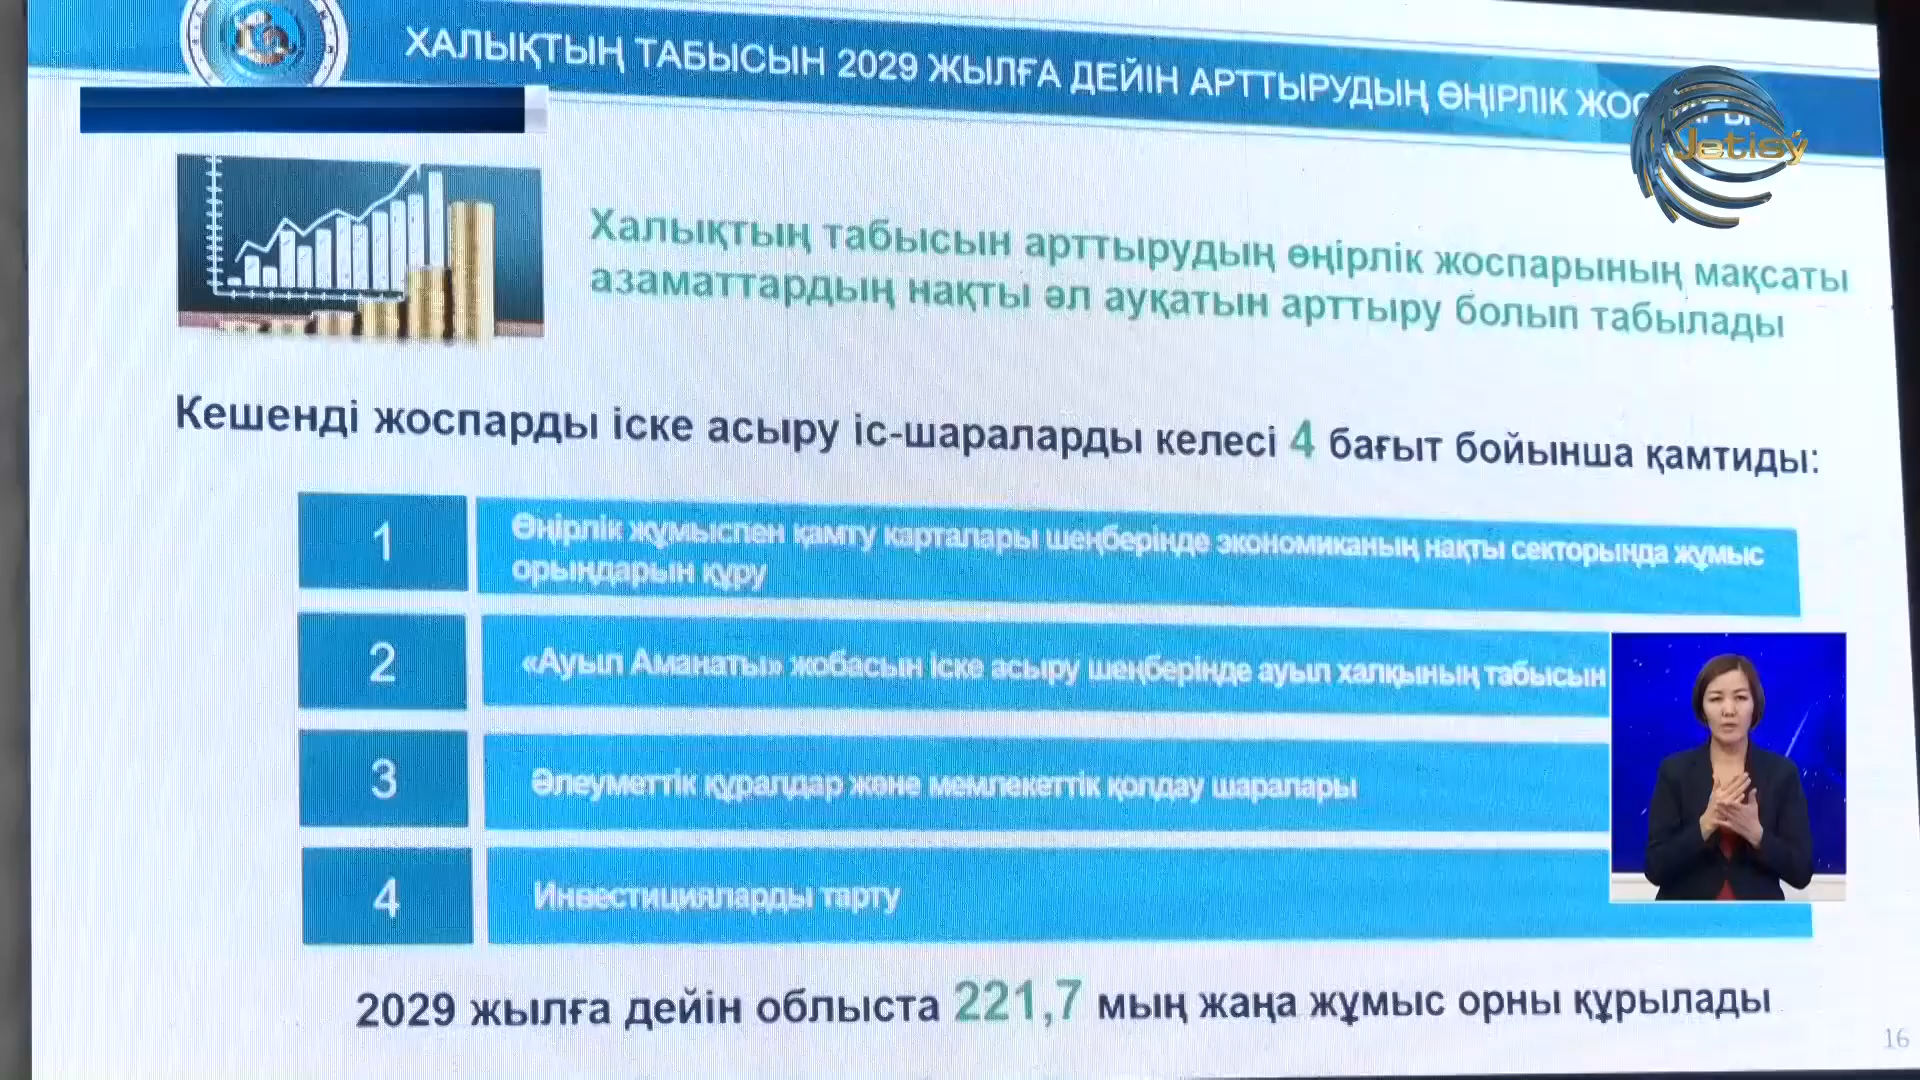 ХАЛЫҚТЫҢ ТАБЫСЫН 2029 ЖЫЛҒА ДЕЙІН АРТТЫРУДЫҢ ӨҢІРЛІК
Jetisý
Халықтың табысын арттырудың өңірлік жоспарының мақсаты
азаматтардың нақты әл ауқатын арттыру болып табылады
Кешенді жоспарды іске асыру іс-шараларды келесі 4 бағыт бойынша қамтиды:
1
Өңірлік жұмыспен қамту карталары шеңберінде экономиканың нақты секторында жұмыс
орындарын құру
2
«Ауыл Аманаты» жобасын іске асыру шеңберінде ауыл халқының табысын
3
Әлеуметтік құралдар және мемлекеттік қолдау шаралары
4
Инвестицияларды тарту
2029 жылға дейін облыста 221,7 мың жаңа жұмыс орны құрылады
16